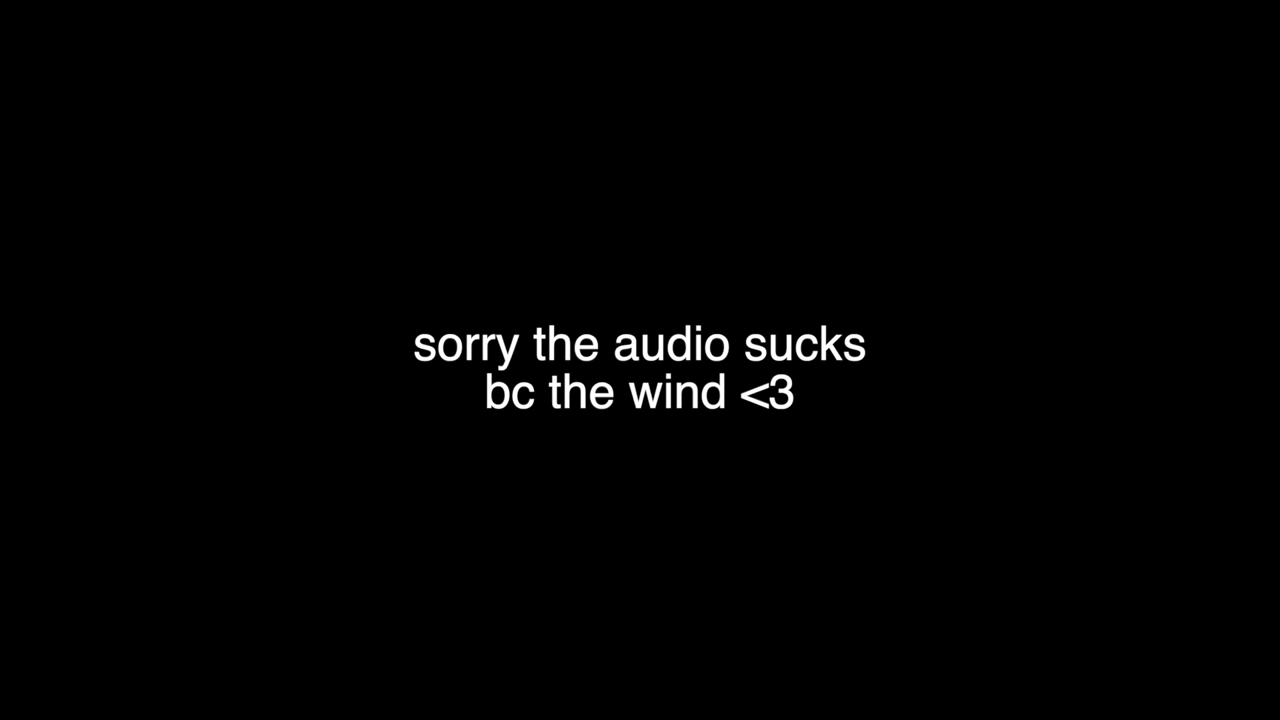 sorry the audio sucks
bc the wind <3